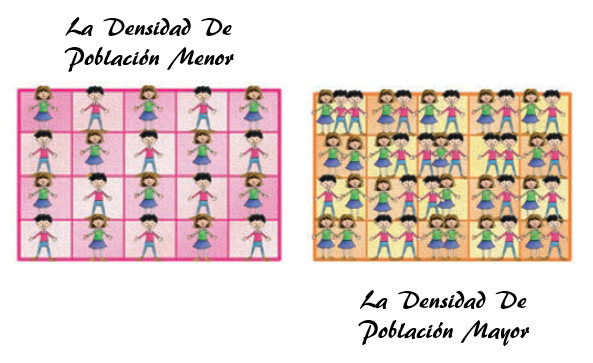 La Densidad De
Población Menor
La Densidad De
Población Mayor